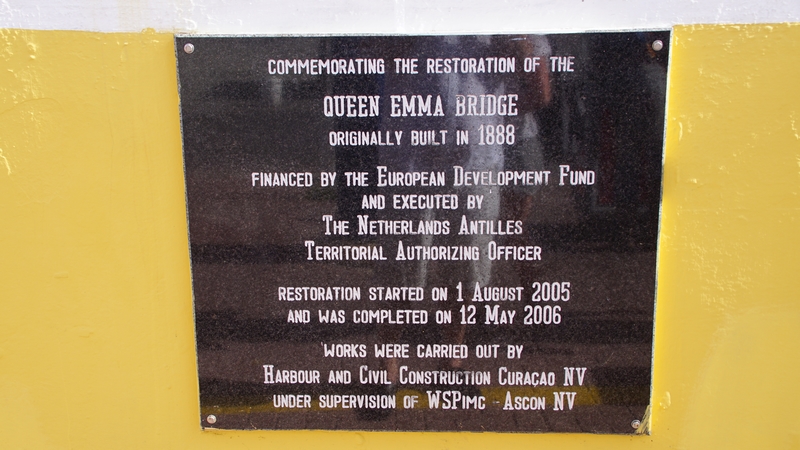 COMMEMORATING THE RESTORATION OF THE
QUEEN EMMA BRIDGE
ORIGINALLY BUILT IN 1888
FINANCED BY THE EUROPEAN DEVELOPMENT FUND
AND EXECUTED BY
THE NETHERLANDS ANTILLES
TERRITORIAL AUTHORIZING OFFICER
RESTORATION STARTED ON 1 AUGUST 2005
AND WAS COMPLETED ON 12 MAY 2006
WORKS WERE CARRIED OUT BY
HARBOUR AND CIVIL CONSTRUCTION CURAÇAO NV
UNDER SUPERVISION OF WSPIMC - ASCON NV